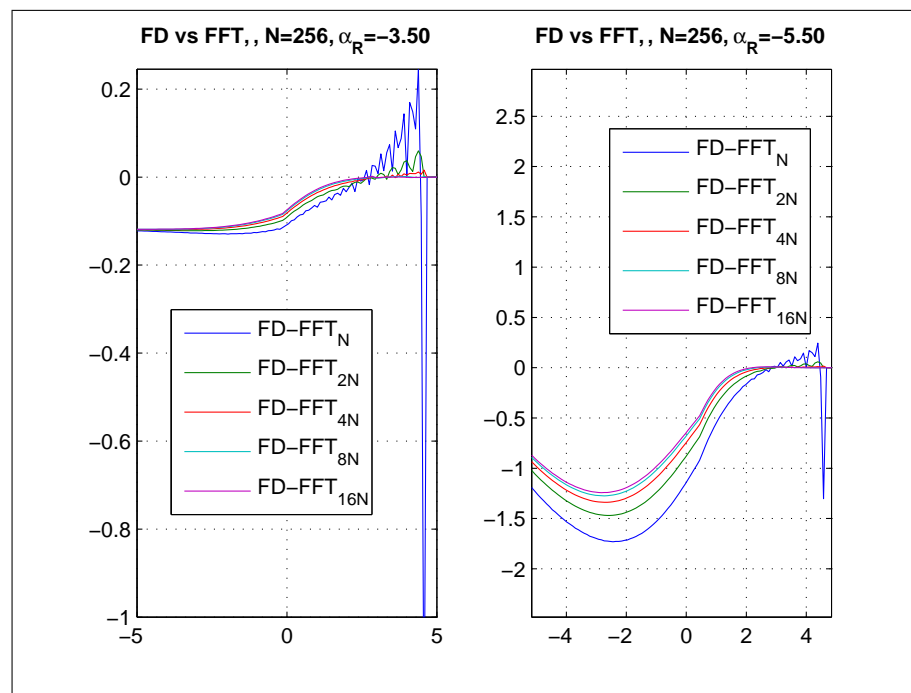 FD vs FFT, , N=256, α_R=−3.50
0.2
0
−0.2
−0.4
−0.6
−0.8
−1
−5
0
5
FD−FFT_N
FD−FFT_2N
FD−FFT_4N
FD−FFT_8N
FD−FFT_16N
FD vs FFT, , N=256, α_R=−5.50
2.5
2
1.5
1
0.5
0
−0.5
−1
−1.5
−2
−4
−2
0
2
4
FD−FFT_N
FD−FFT_2N
FD−FFT_4N
FD−FFT_8N
FD−FFT_16N